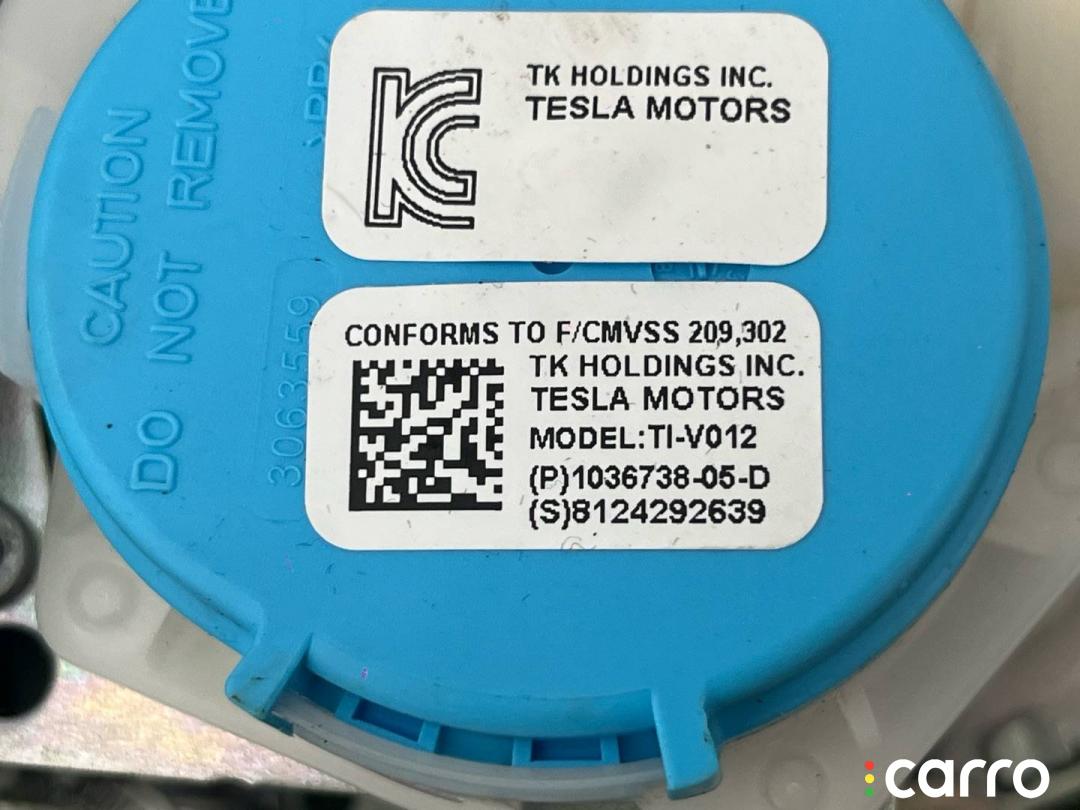 CAUTION
DO NOT REMOVE
3063559
KC
TK HOLDINGS INC.
TESLA MOTORS
CONFORMS TO F/CMVSS 209,302
TK HOLDINGS INC.
TESLA MOTORS
MODEL:TI-V012
(P)1036738-05-D
(S)8124292639
carro